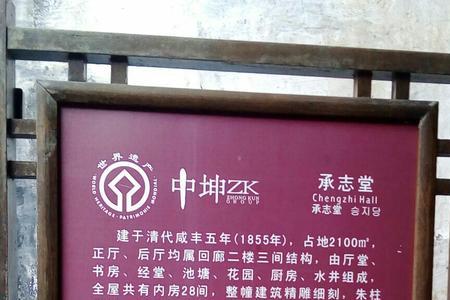 世界遗产
WORLD HERITAGE · PATRIMOINE MONDIAL
中坤ZK
ZHONG KUN
GROUP
承志堂
Chengzhi Hall
承志堂 승지당
建于清代咸丰五年(1855年)，占地2100㎡，
正厅、后厅均属回廊二楼三间结构，由厅堂、
书房、经堂、池塘、花园、厨房、水井组成，
全屋共有内房28间，整幢建筑精雕细刻，朱柱